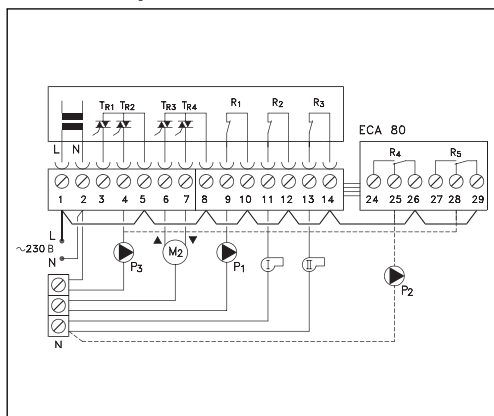 TR1 TR2 TR3 TR4 R1 R2 R3
L N
ECA 80
R4 R5
1 2 3 4 5 6 7 8 9 10 11 12 13 14
24 25 26 27 28 29
L
~230 В
N
P3 M2 P1 I II
P2
N